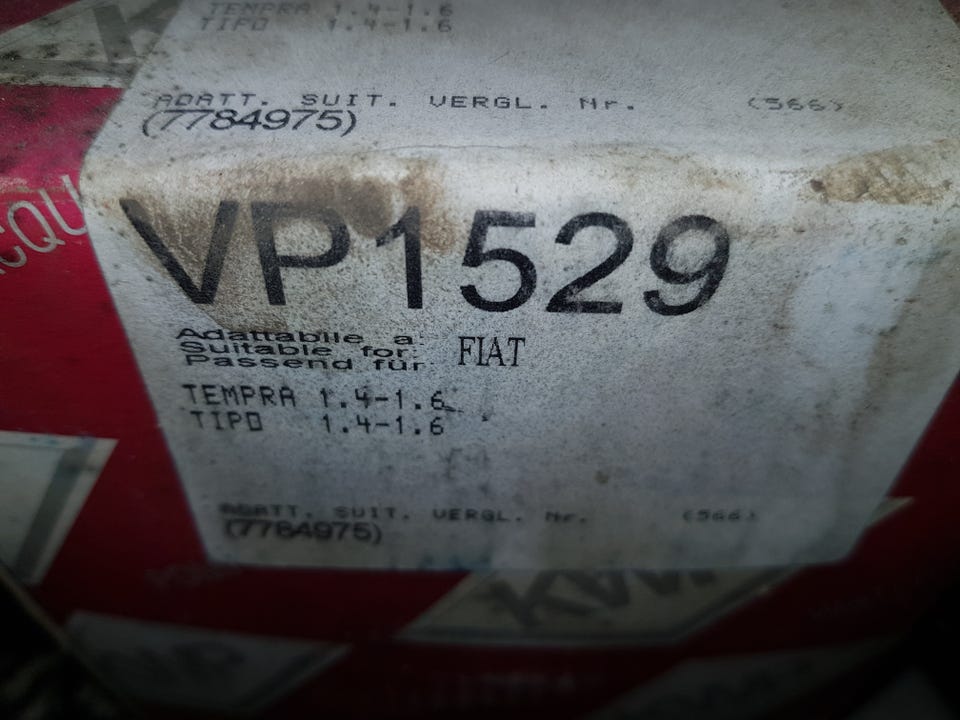 TEMPRA 1.4-1.6
TIPO 1.4-1.6
ADATT. SUIT. VERGL. Nr. (566)
(7784975)
VP1529
Adattabile a:
Suitable for: FIAT
Passend für:
TEMPRA 1.4-1.6
TIPO 1.4-1.6
ADATT. SUIT. VERGL. Nr. (566)
(7784975)